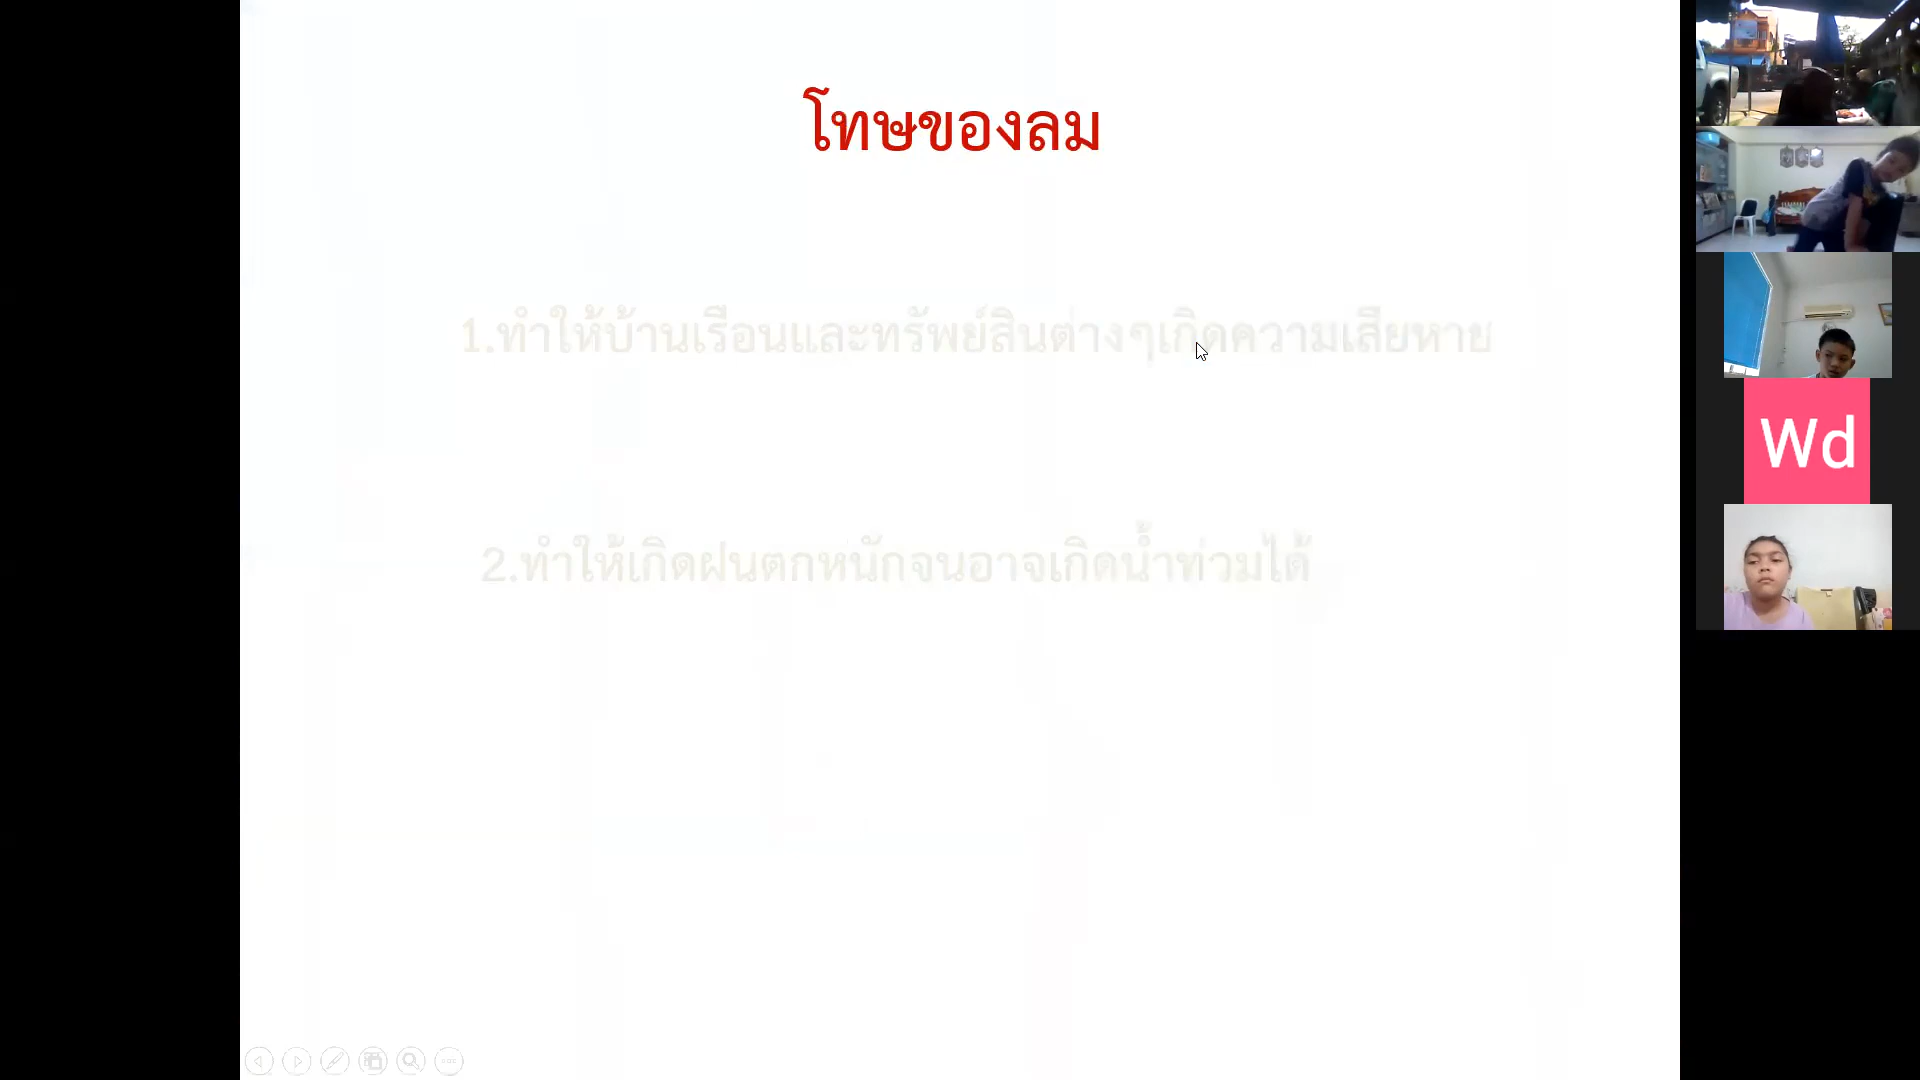 โทษของลม
1.ทำให้บ้านเรือนและทรัพย์สินต่างๆเกิดความเสียหาย
2.ทำให้เกิดฝนตกหนักจนอาจเกิดน้ำท่วมได้
Wd